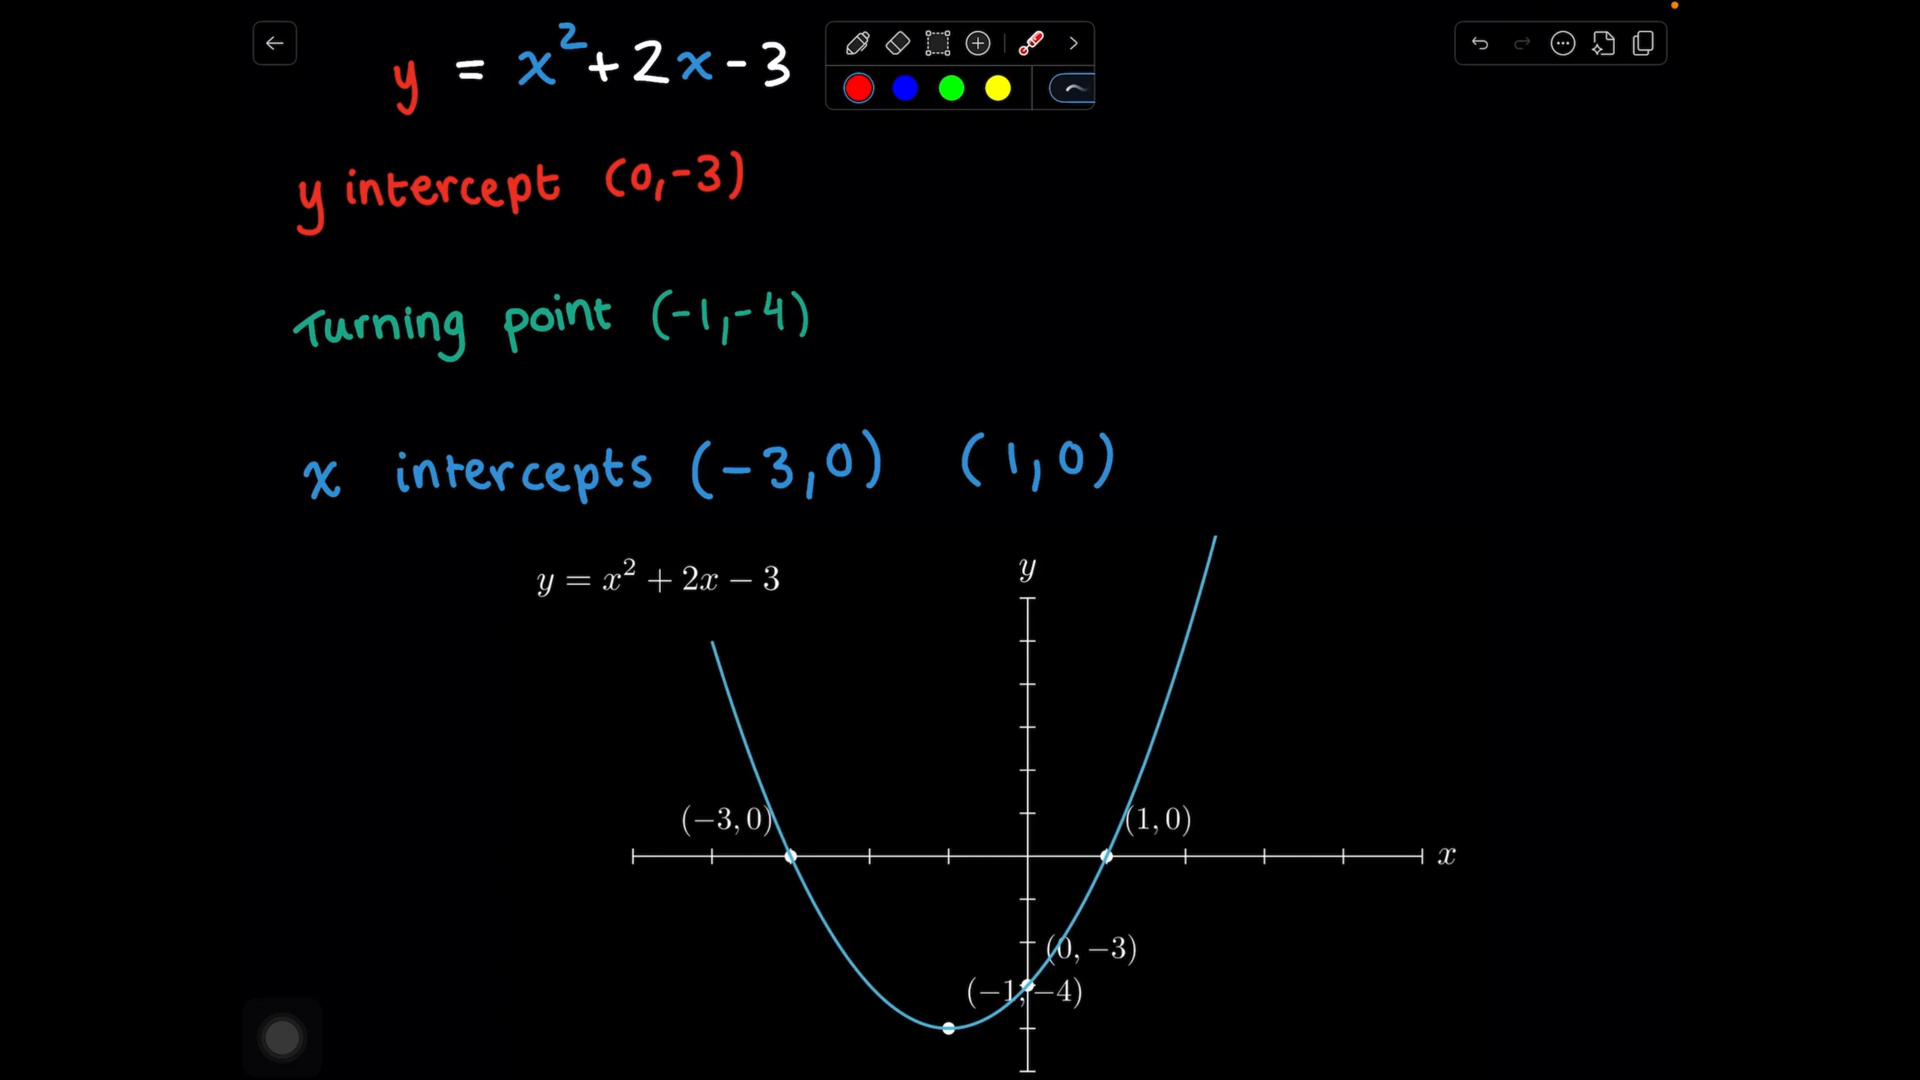 y = x² + 2x - 3
y intercept (0, -3)
Turning point (-1, -4)
x intercepts (-3, 0) (1, 0)
y = x² + 2x − 3
y
(−3, 0)
(1, 0)
x
(0, −3)
(−1, −4)